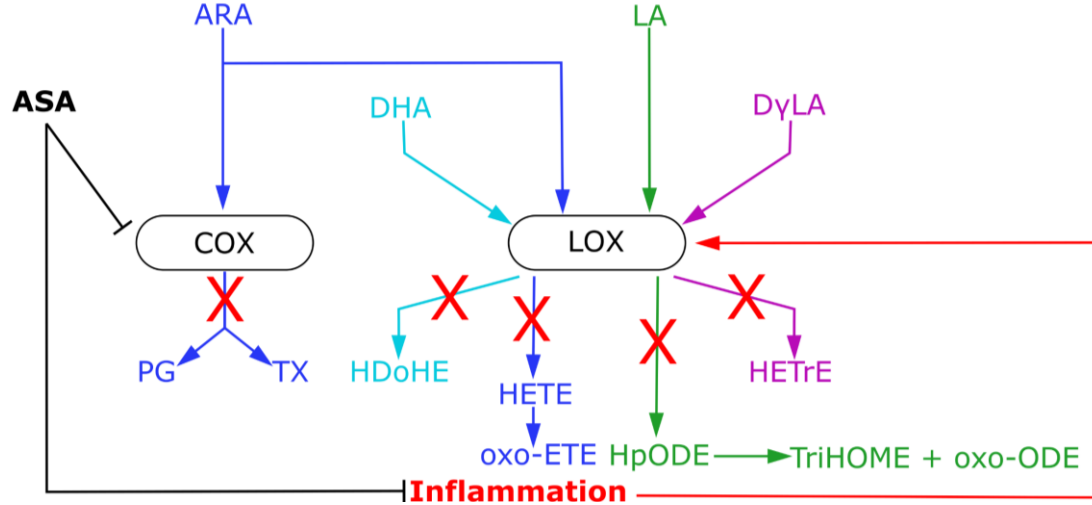 ARA
LA
ASA
DHA
DγLA
COX
LOX
X
X
X
X
X
PG
TX
HDoHE
HETE
HETrE
oxo-ETE
HpODE
TriHOME + oxo-ODE
Inflammation